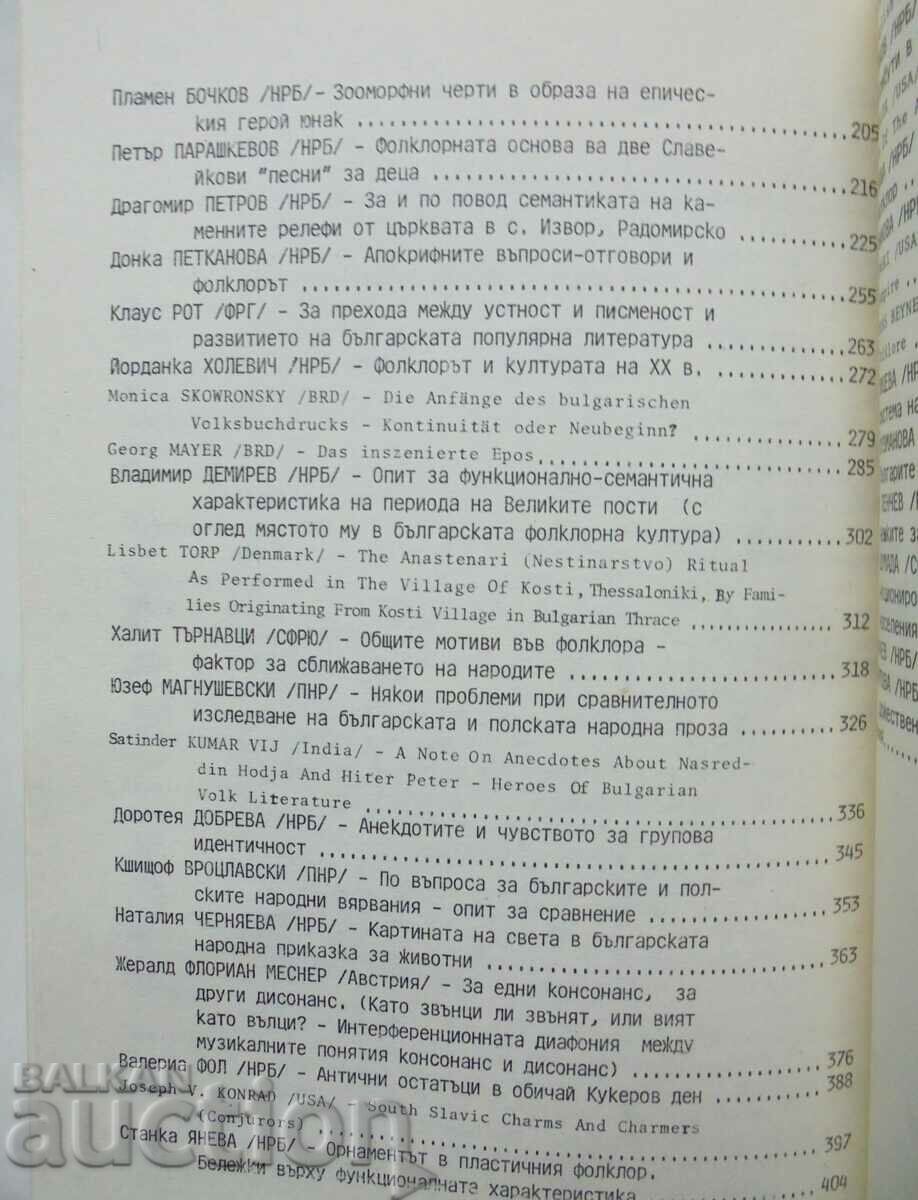 Пламен БОЧКОВ /НРБ/ - Зооморфни черти в образа на епичес-
кия герой юнак .......... 205
Петър ПАРАШКЕВОВ /НРБ/ - Фолклорната основа ва две Славе-
йкови "песни" за деца .......... 216
Драгомир ПЕТРОВ /НРБ/ - За и по повод семантиката на ка-
менните релефи от църквата в с. Извор, Радомирско .......... 225
Донка ПЕТКАНОВА /НРБ/ - Апокрифните въпроси-отговори и
фолклорът .......... 255
Клаус РОТ /ФРГ/ - За прехода между устност и писменост и
развитието на българската популярна литература .......... 263
Йорданка ХОЛЕВИЧ /НРБ/ - Фолклорът и културата на XX в. .......... 272
Monica SKOWRONSKY /BRD/ - Die Anfänge des bulgarischen
Volksbuchdrucks - Kontinuität oder Neubeginn? .......... 279
Georg MAYER /BRD/ - Das inszenierte Epos .......... 285
Владимир ДЕМИРЕВ /НРБ/ - Опит за функционално-семантична
характеристика на периода на Великите пости (с
оглед мястото му в българската фолклорна култура) .......... 302
Lisbet TORP /Denmark/ - The Anastenari (Nestinarstvo) Ritual
As Performed in The Village Of Kosti, Thessaloniki, By Fami-
lies Originating From Kosti Village in Bulgarian Thrace .......... 312
Халит ТЪРНАВЦИ /СФРЮ/ - Общите мотиви във фолклора -
фактор за сближаването на народите .......... 318
Юзеф МАГНУШЕВСКИ /ПНР/ - Някои проблеми при сравнителното
изследване на българската и полската народна проза .......... 326
Satinder KUMAR VIJ /India/ - A Note On Anecdotes About Nasred-
din Hodja And Hiter Peter - Heroes Of Bulgarian
Volk Literature .......... 336
Доротея ДОБРЕВА /НРБ/ - Анекдотите и чувството за групова
идентичност .......... 345
Кшищоф ВРОЦЛАВСКИ /ПНР/ - По въпроса за българските и пол-
ските народни вярвания - опит за сравнение .......... 353
Наталия ЧЕРНЯЕВА /НРБ/ - Картината на света в българската
народна приказка за животни .......... 363
Жералд ФЛОРИАН МЕСНЕР /Австрия/ - За едни консонанс, за
други дисонанс. (Като звънци ли звънят, или вият
като вълци? - Интерференционната диафония между
музикалните понятия консонанс и дисонанс) .......... 376
Валериа ФОЛ /НРБ/ - Антични остатъци в обичай Кукеров ден .......... 388
Joseph V. KONRAD /USA/ - South Slavic Charms And Charmers
(Conjurors) .......... 397
Станка ЯНЕВА /НРБ/ - Орнаментът в пластичния фолклор.
Бележки върху функционалната характеристика .......... 404
BALKAN
auction